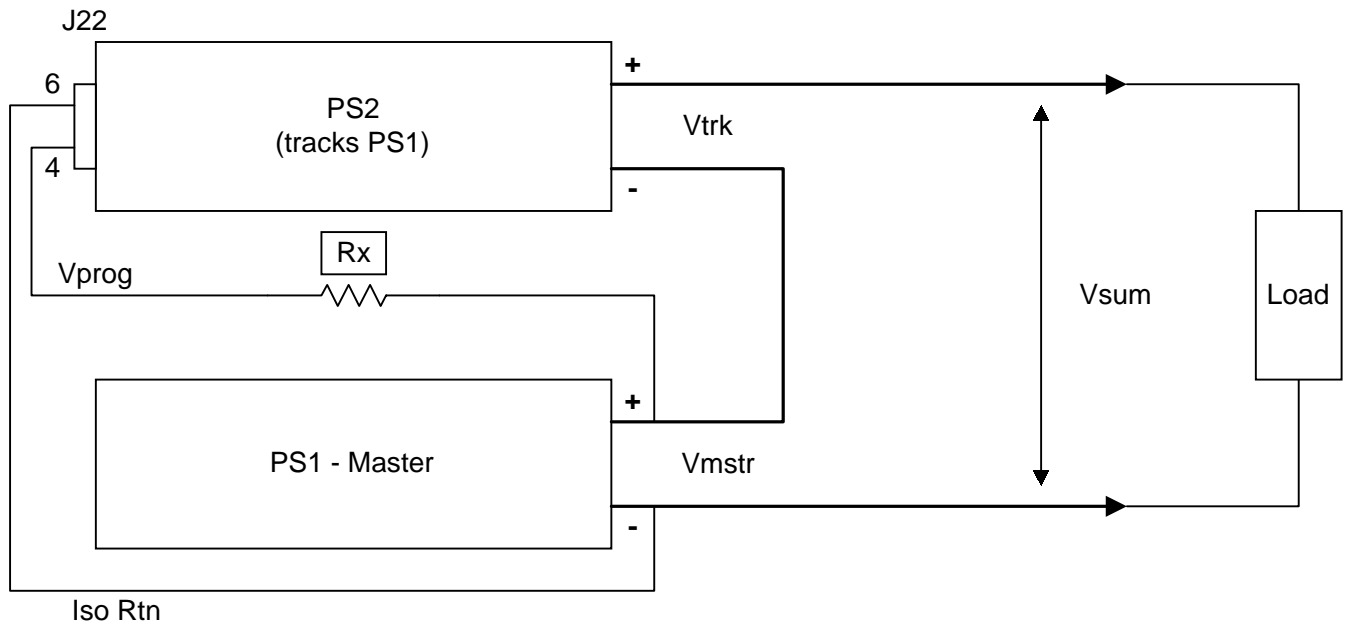 J22
6
4
PS2
(tracks PS1)
+
Vtrk
-
Rx
Vprog
Vsum
Load
PS1 - Master
+
Vmstr
-
Iso Rtn